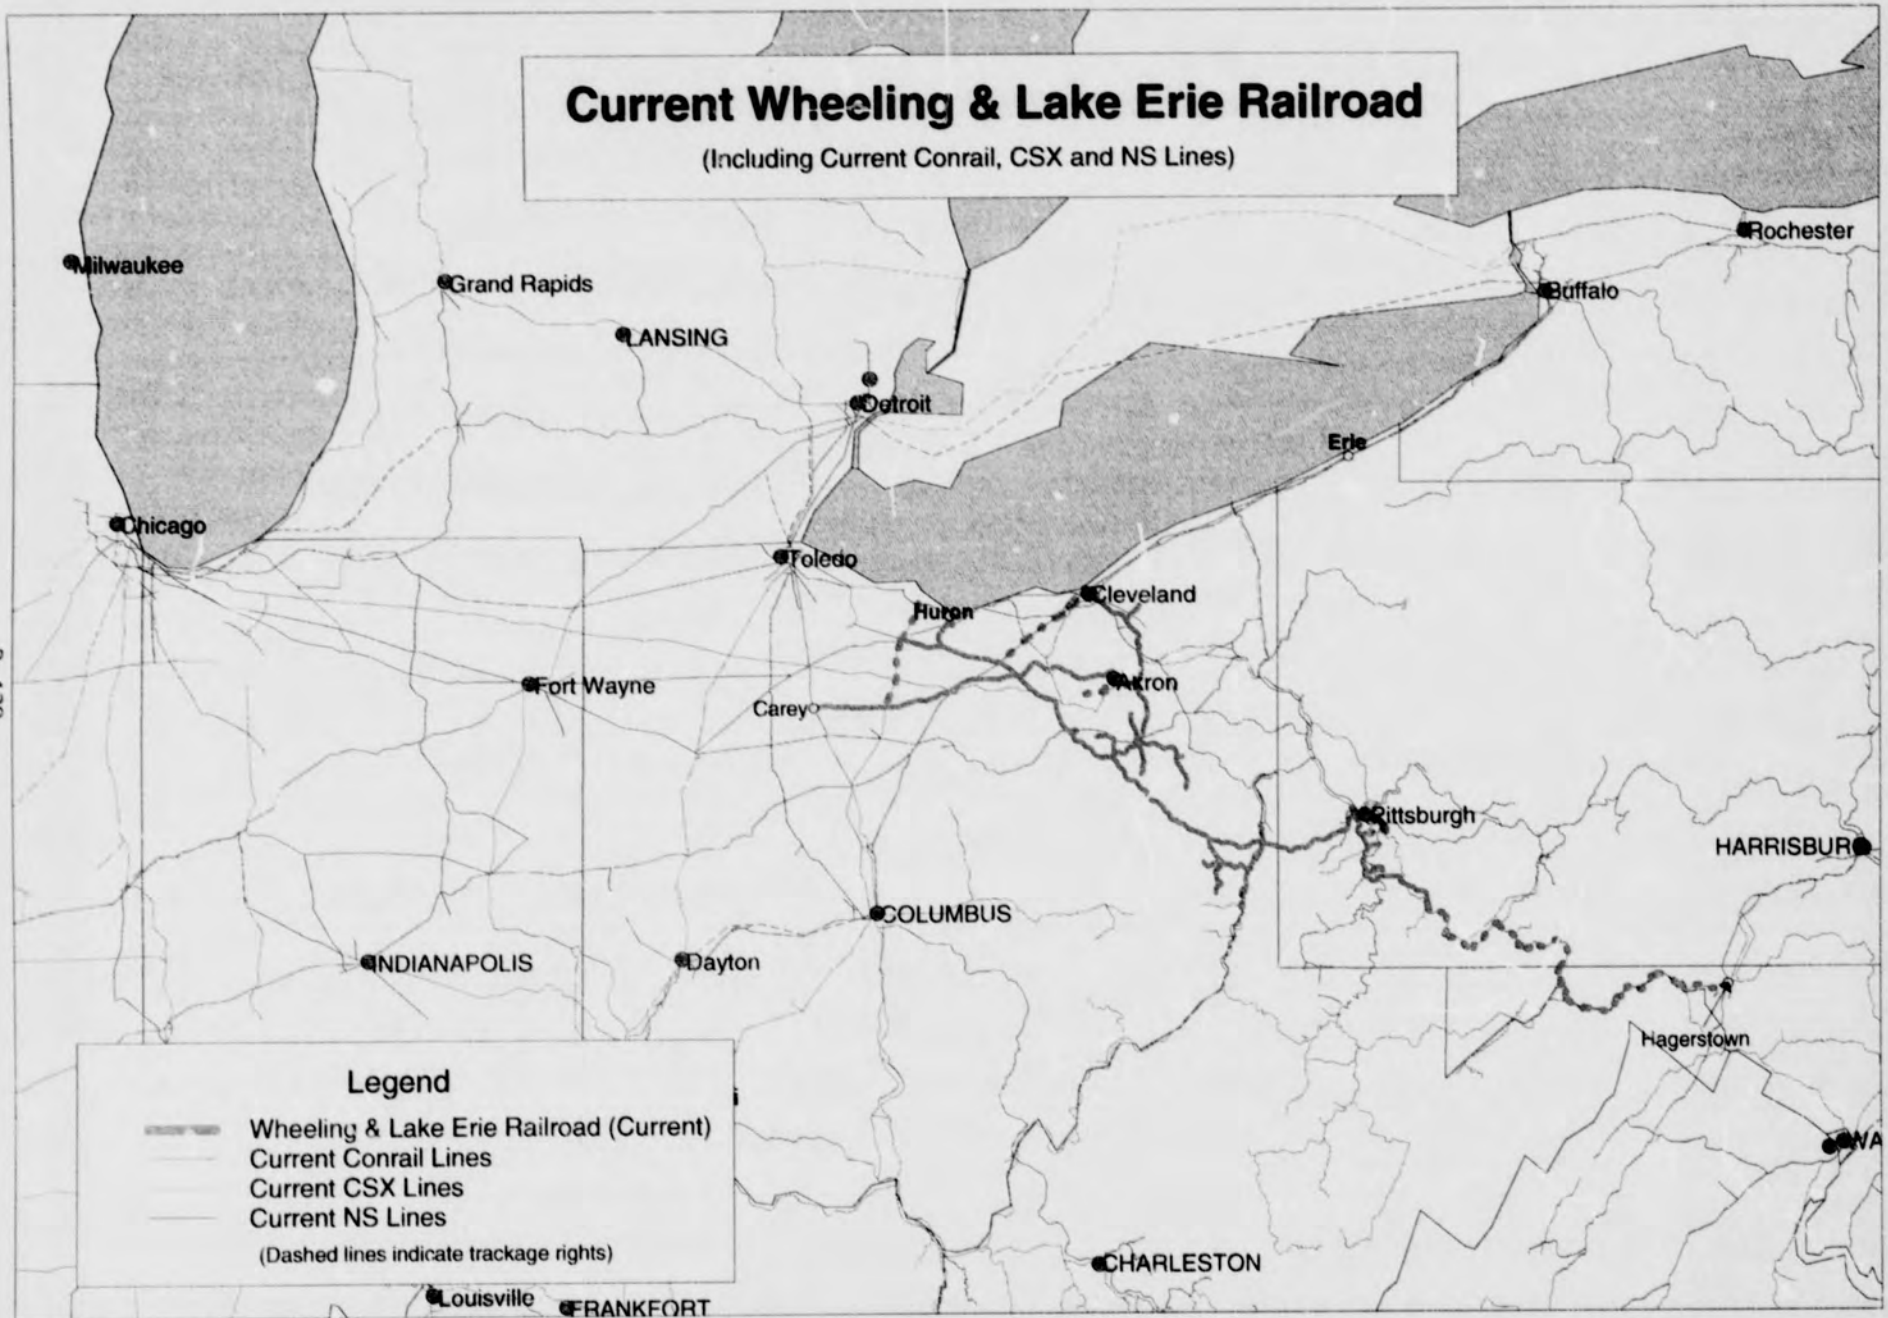 Current Wheeling & Lake Erie Railroad
(Including Current Conrail, CSX and NS Lines)
Rochester
Milwaukee
Grand Rapids
Buffalo
LANSING
Detroit
Erie
Chicago
Toledo
Cleveland
Huron
Akron
Fort Wayne
Carey
Pittsburgh
HARRISBUR
COLUMBUS
INDIANAPOLIS
Dayton
Hagerstown
Legend
Wheeling & Lake Erie Railroad (Current)
Current Conrail Lines
Current CSX Lines
Current NS Lines
(Dashed lines indicate trackage rights)
WA
CHARLESTON
Louisville
FRANKFORT